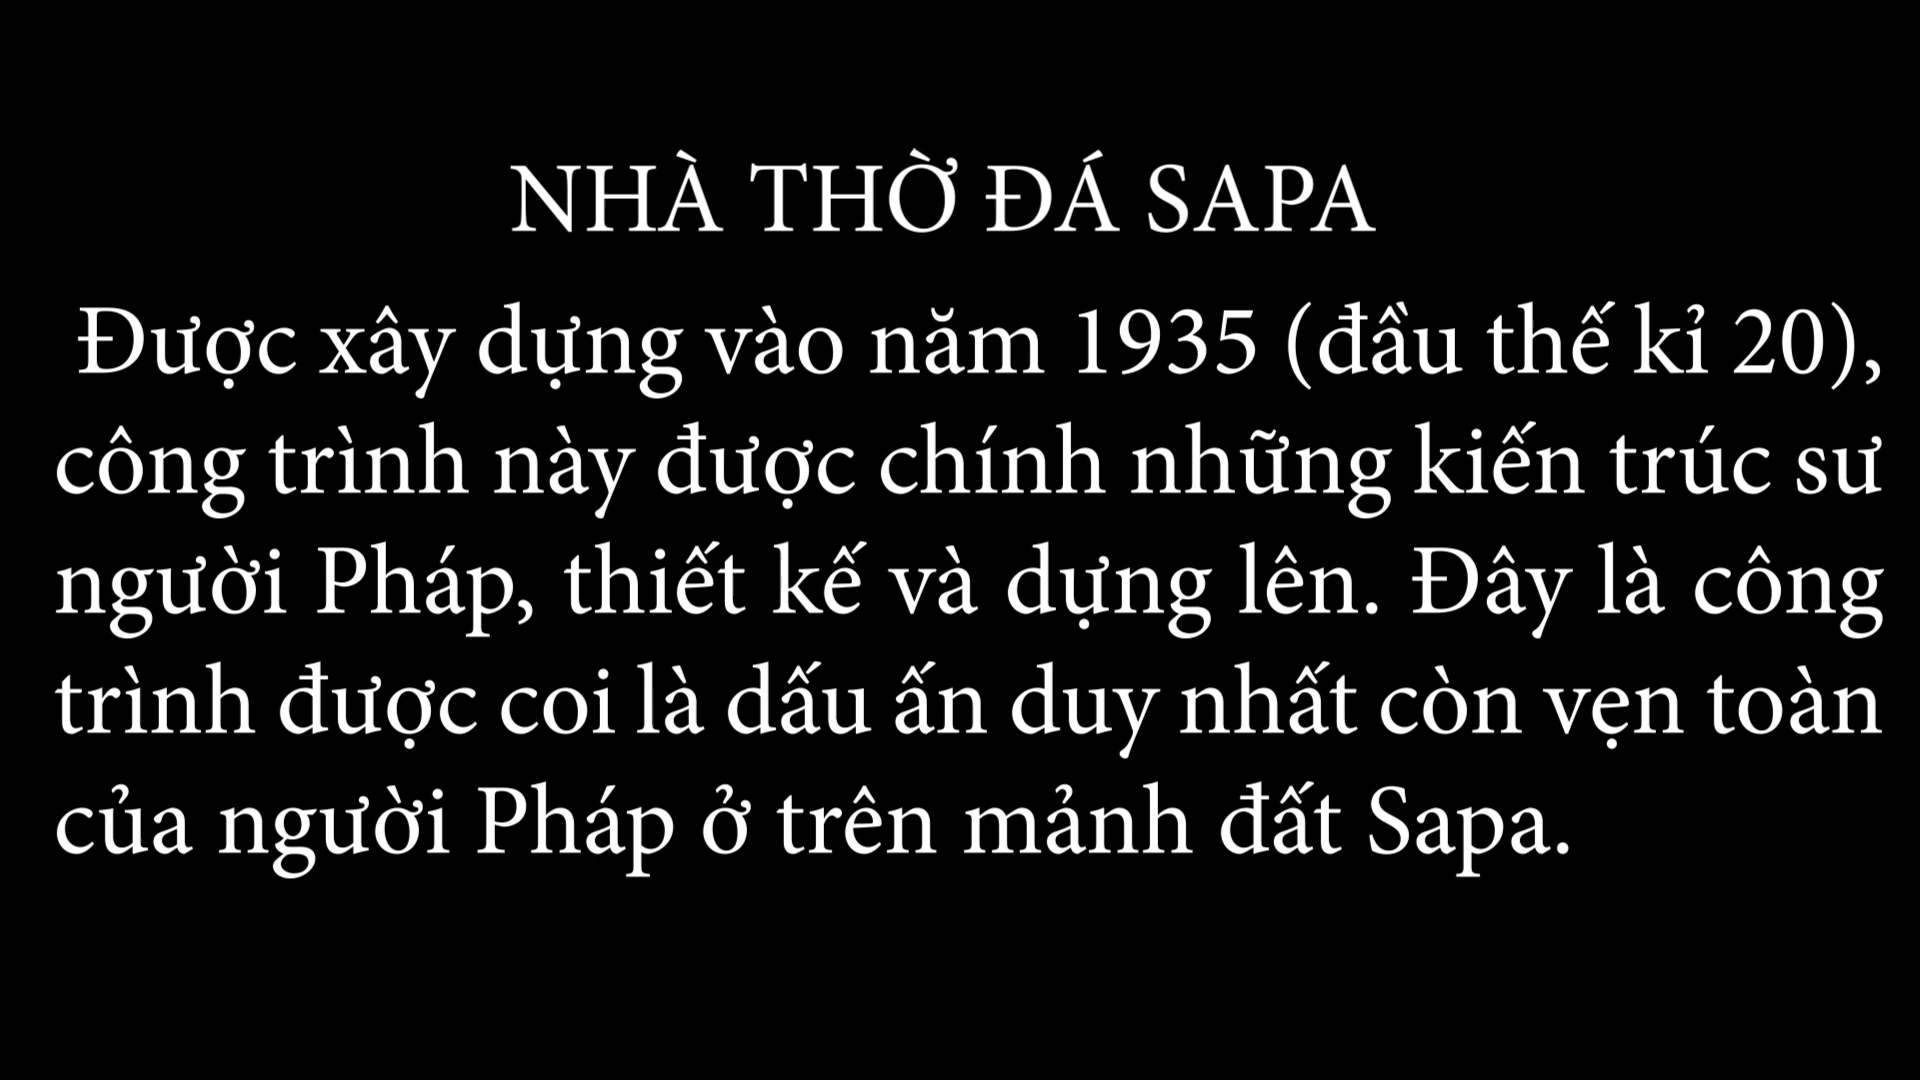 NHÀ THỜ ĐÁ SAPA
Được xây dựng vào năm 1935 (đầu thế kỉ 20),
công trình này được chính những kiến trúc sư
người Pháp, thiết kế và dựng lên. Đây là công
trình được coi là dấu ấn duy nhất còn vẹn toàn
của người Pháp ở trên mảnh đất Sapa.